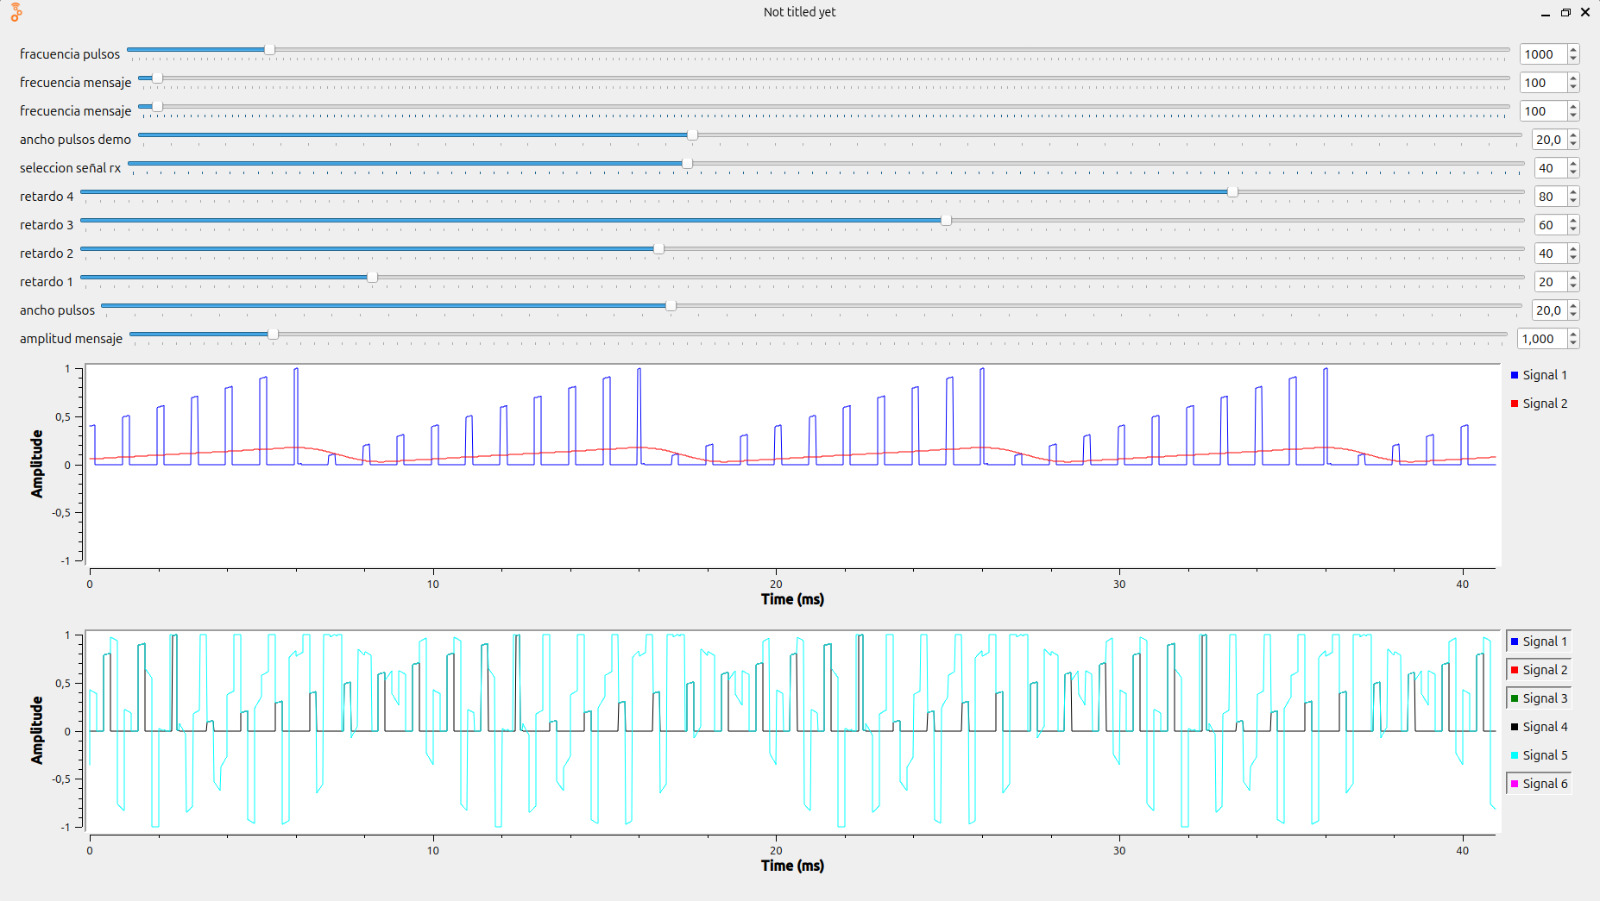 Not titled yet
fracuencia pulsos 1000
frecuencia mensaje 100
frecuencia mensaje 100
ancho pulsos demo 20,0
seleccion señal rx 40
retardo 4 80
retardo 3 60
retardo 2 40
retardo 1 20
ancho pulsos 20,0
amplitud mensaje 1,000
Amplitude
1
0,5
0
-0,5
-1
Signal 1
Signal 2
0 10 20 30 40
Time (ms)
Amplitude
1
0,5
0
-0,5
-1
Signal 1
Signal 2
Signal 3
Signal 4
Signal 5
Signal 6
0 10 20 30 40
Time (ms)